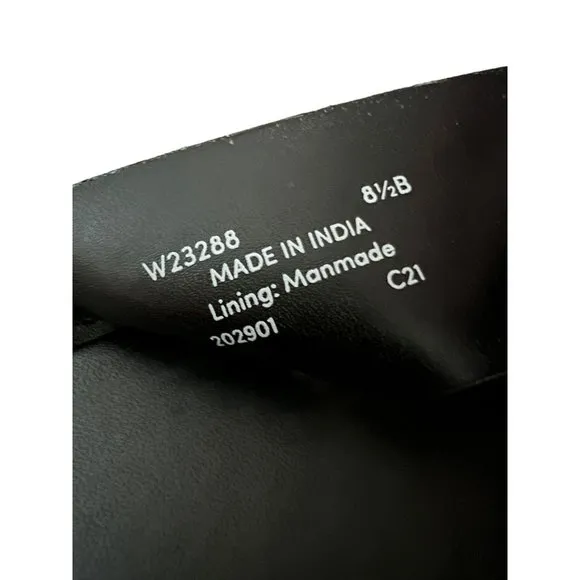 W23288 8½B
MADE IN INDIA
Lining: Manmade
202901 C21